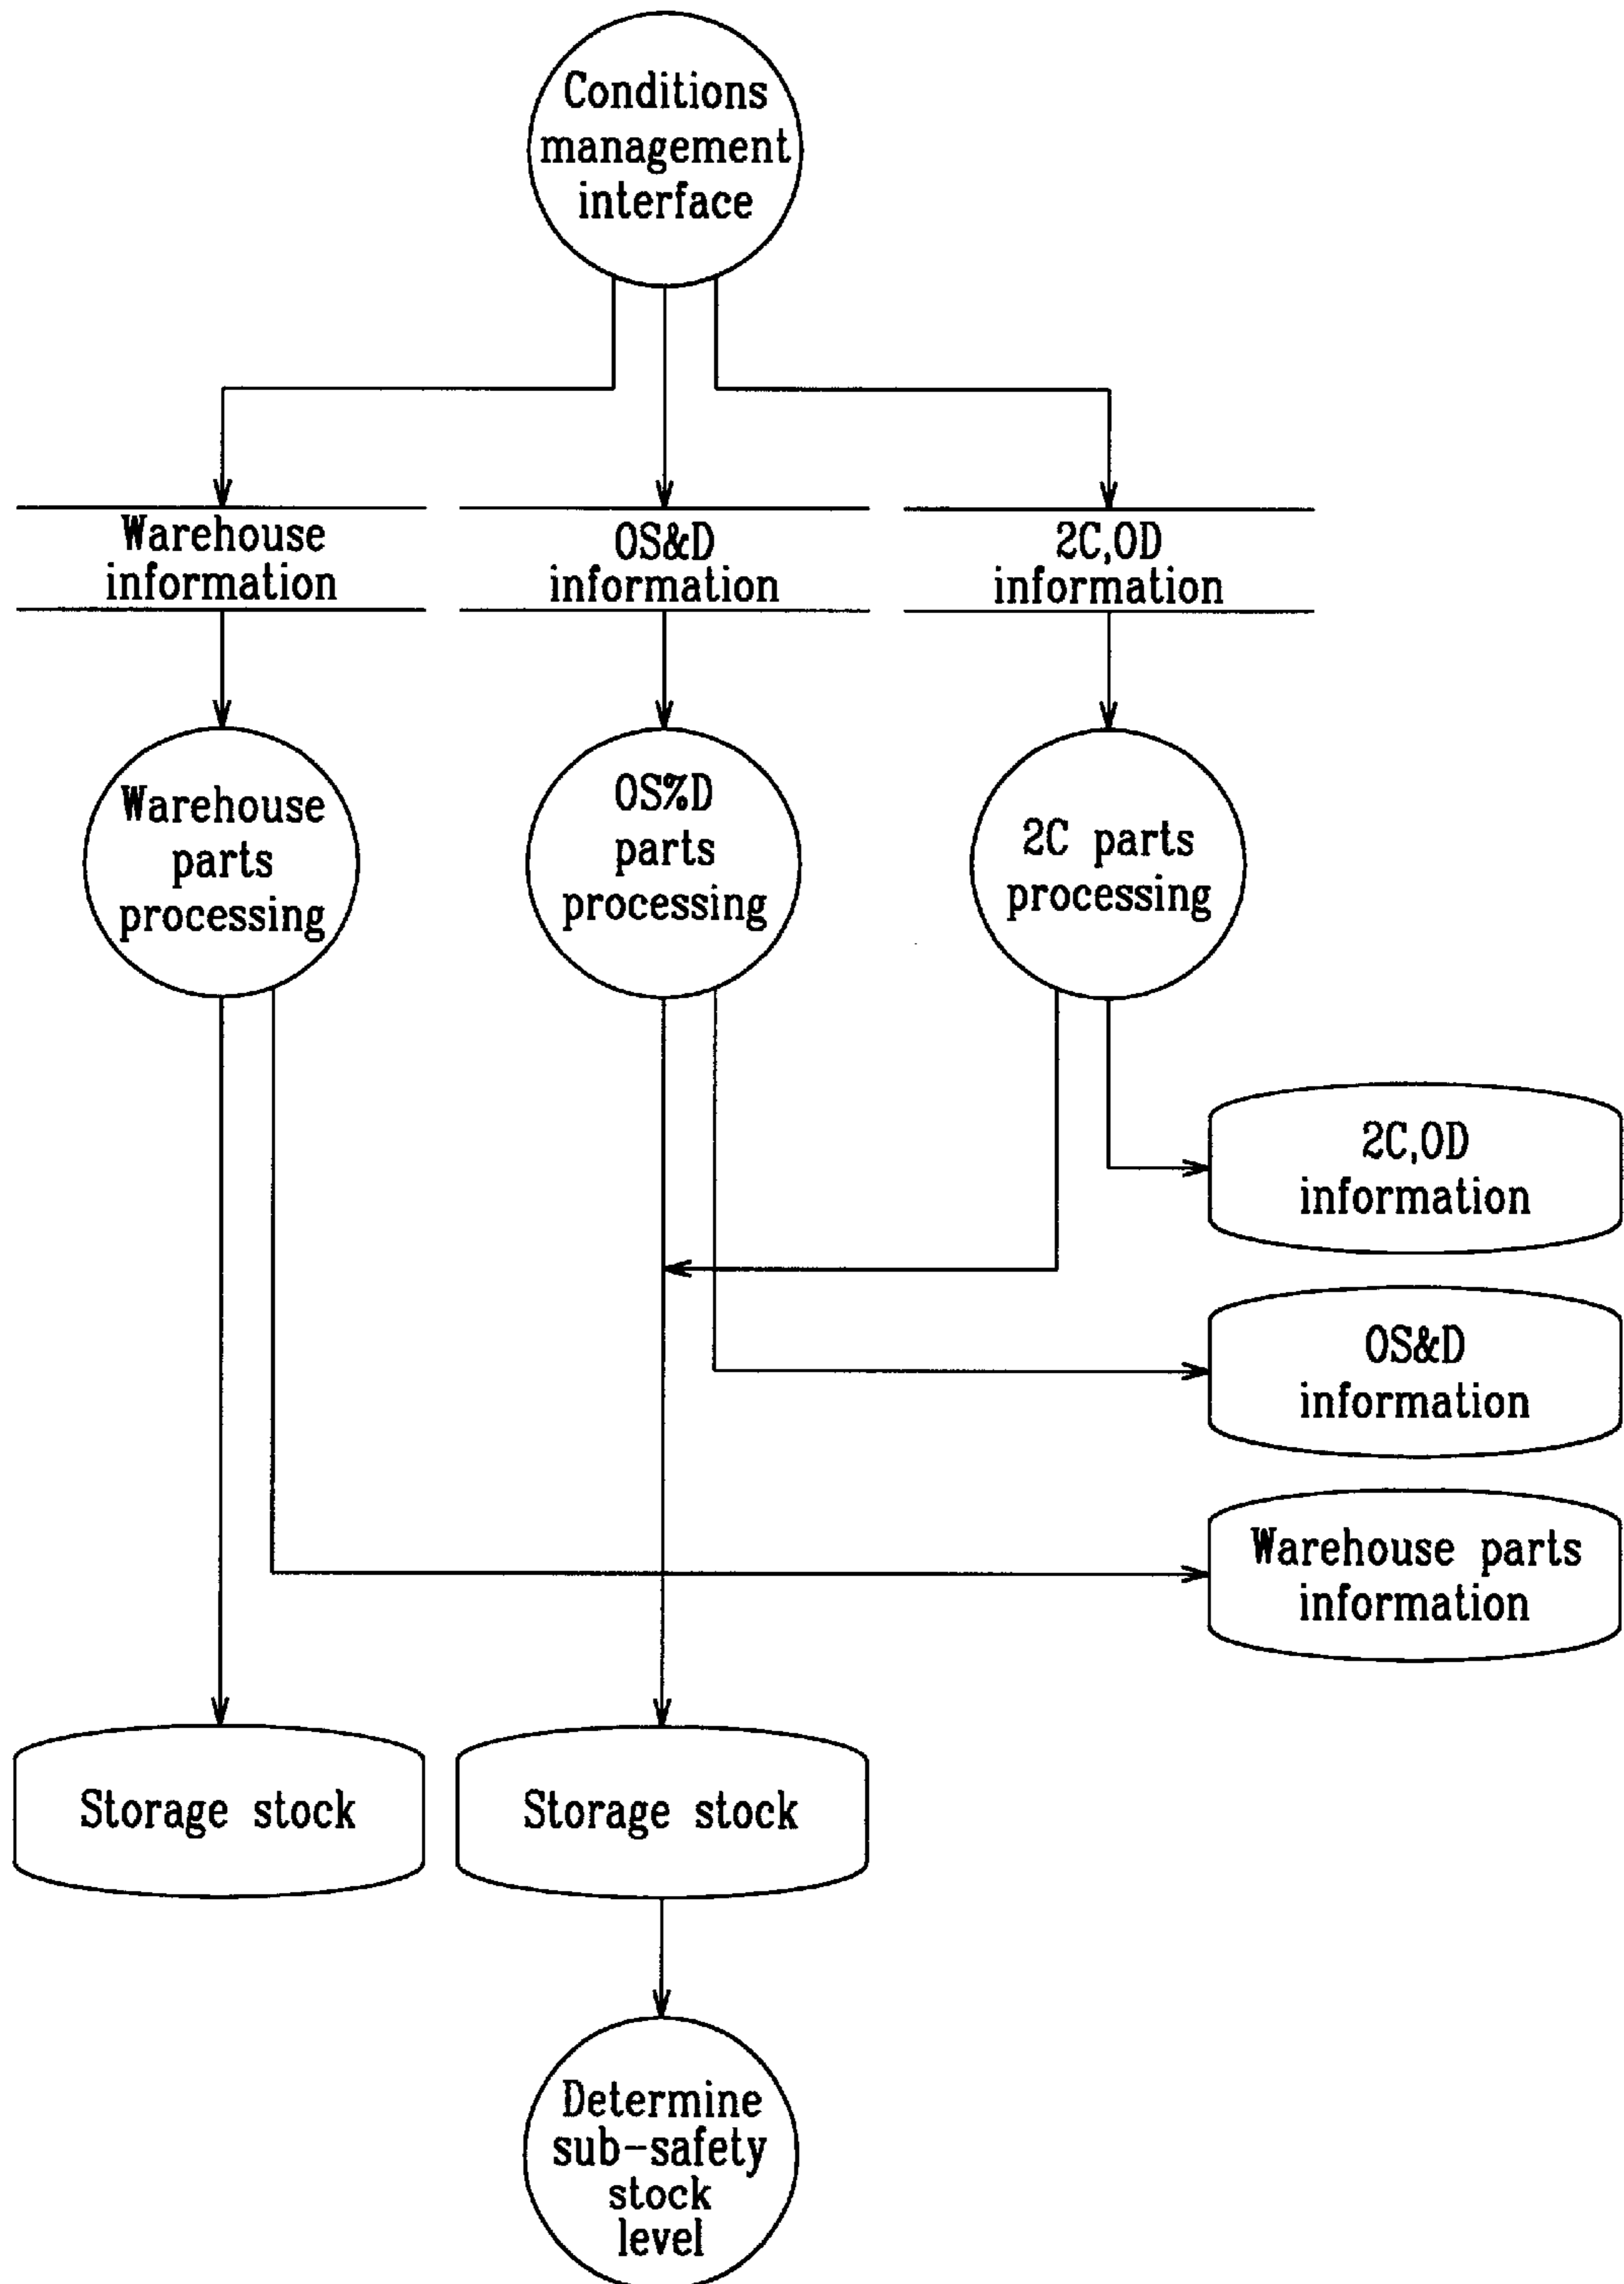 Conditions
management
interface
Warehouse
information
OS&D
information
2C,OD
information
Warehouse
parts
processing
OS%D
parts
processing
2C parts
processing
2C,OD
information
OS&D
information
Warehouse parts
information
Storage stock
Storage stock
Determine
sub-safety
stock
level